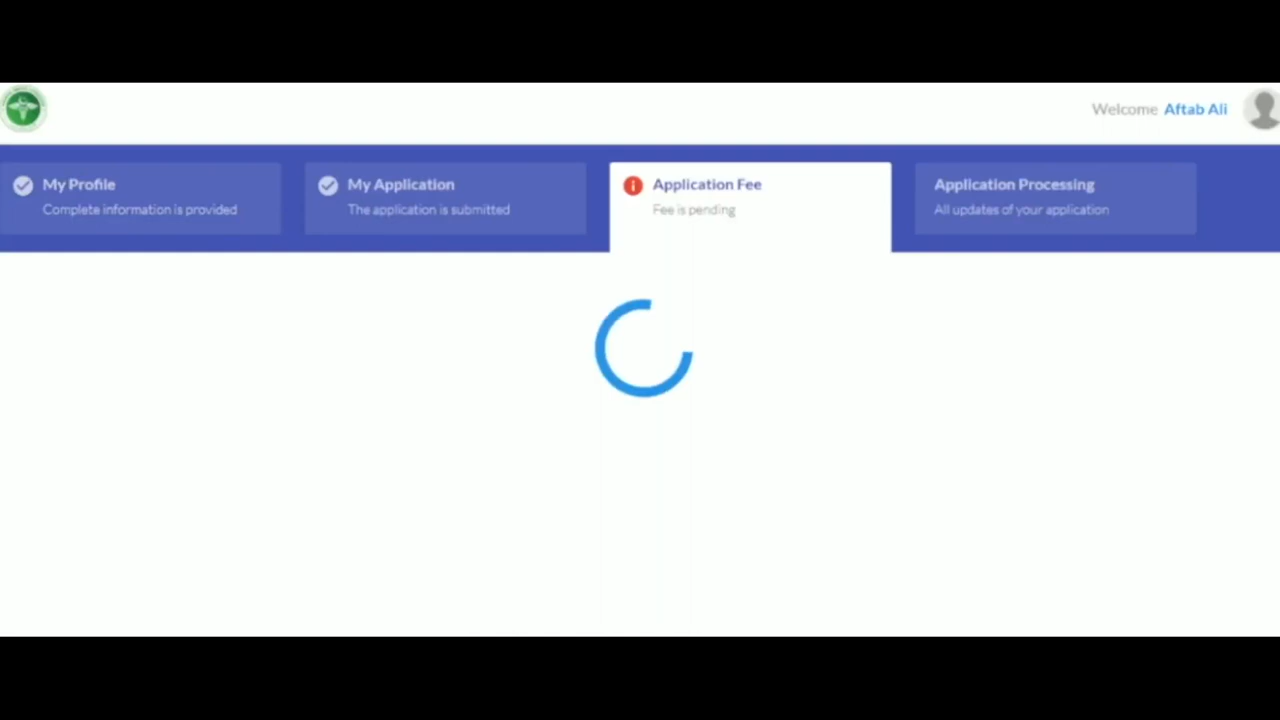 Welcome Aftab Ali
My Profile
Complete information is provided
My Application
The application is submitted
Application Fee
Fee is pending
Application Processing
All updates of your application